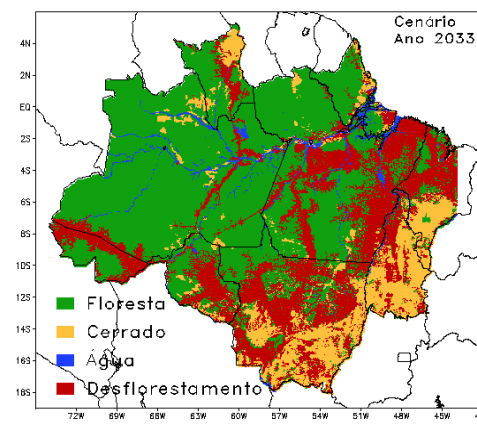 Cenário
Ano 2033
4N
2N
EQ
2S
4S
6S
8S
10S
12S
14S
16S
18S
Floresta
Cerrado
Água
Desflorestamento
72W 69W 66W 63W 60W 57W 54W 51W 48W 45W